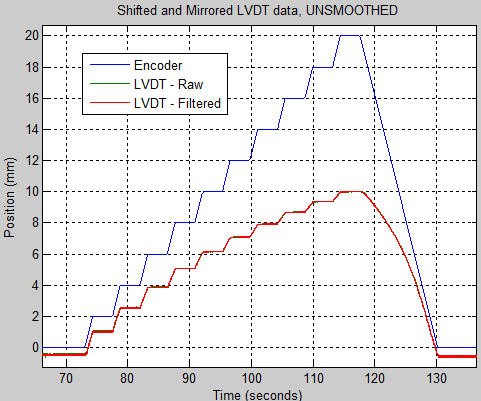 Shifted and Mirrored LVDT data, UNSMOOTHED
Encoder
LVDT - Raw
LVDT - Filtered
Position (mm)
20
18
16
14
12
10
8
6
4
2
0
70 80 90 100 110 120 130
Time (seconds)